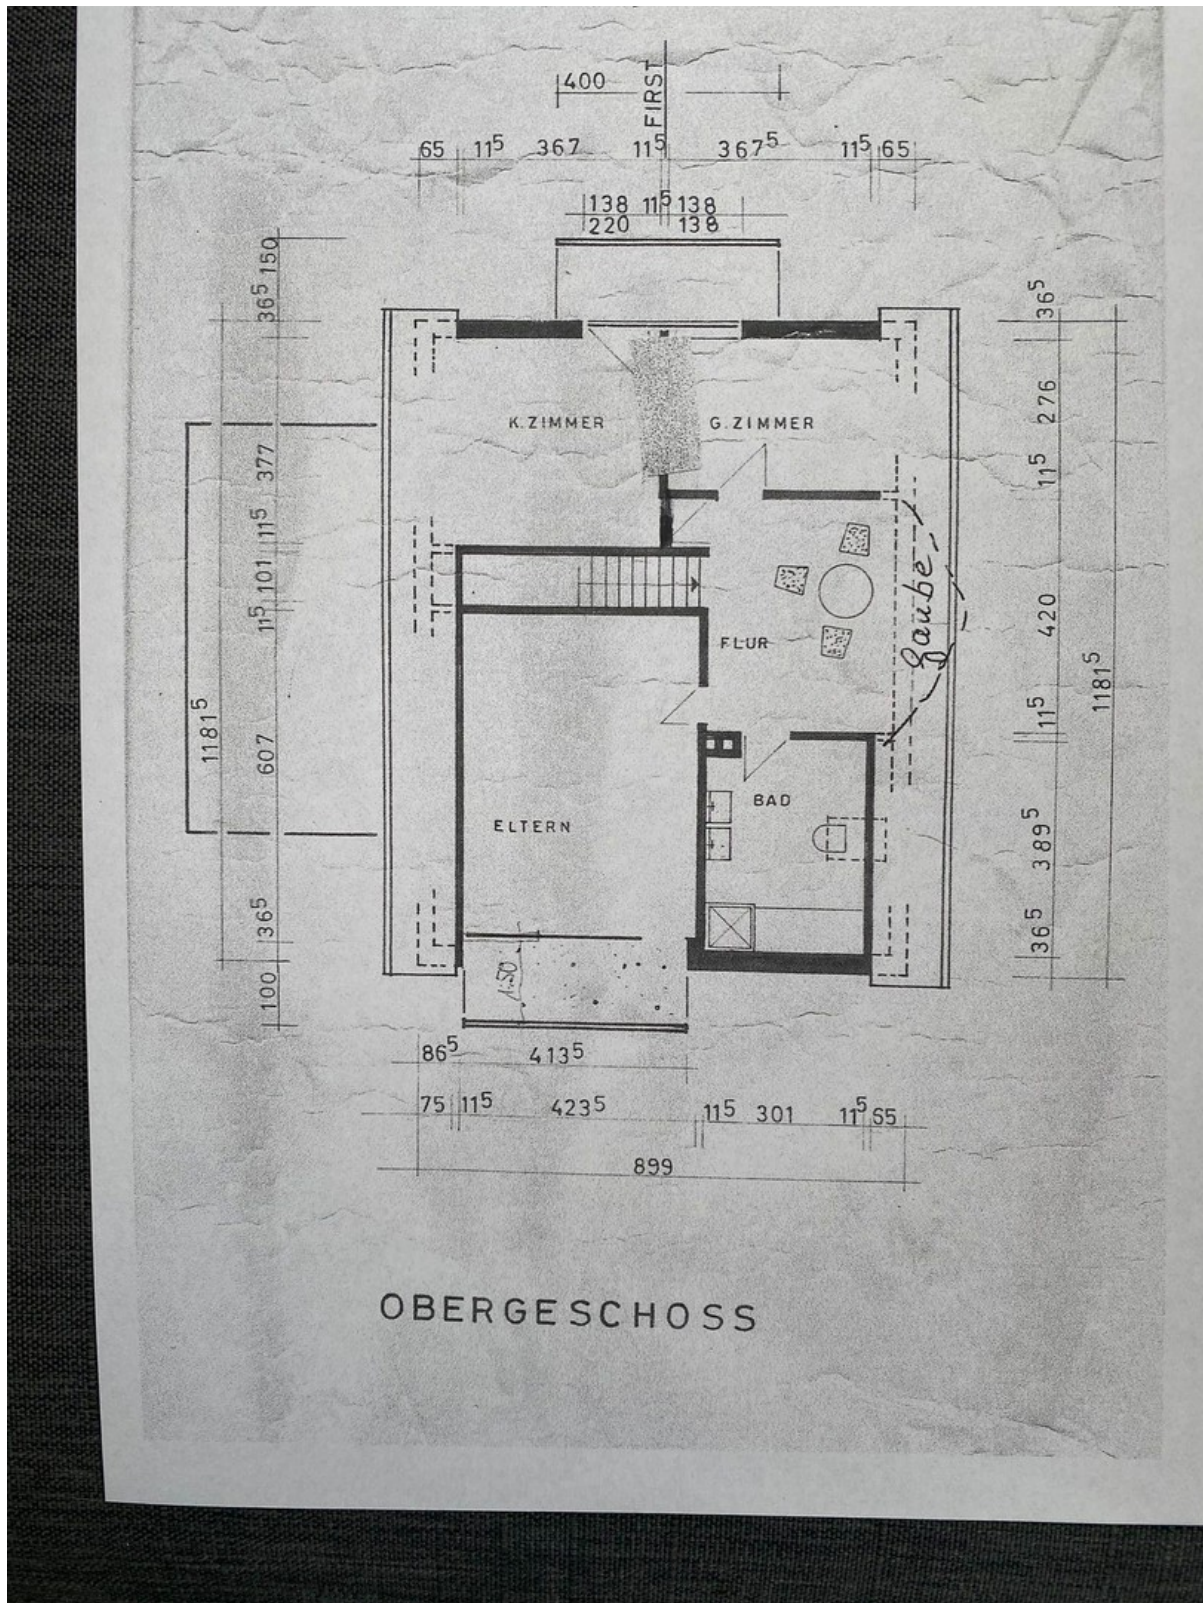 400
FIRST
65 11⁵ 367 11⁵ 367⁵ 11⁵ 65
138 11⁵ 138
220 138
150
36⁵
377
11⁵
101
11⁵
607
1181⁵
36⁵
100
36⁵
276
11⁵
420
1181⁵
11⁵
389⁵
36⁵
K.ZIMMER G.ZIMMER
Gaube
FLUR
BAD
ELTERN
1.50
86⁵ 413⁵
75 11⁵ 423⁵ 11⁵ 301 11⁵ 65
899
OBERGESCHOSS